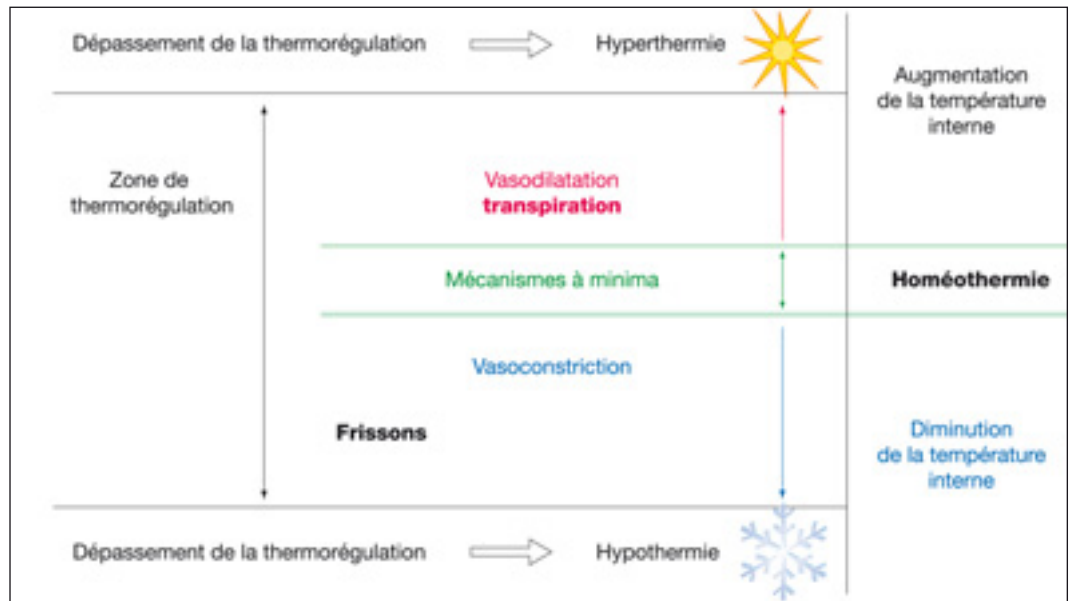 Dépassement de la thermorégulation
Hyperthermie
Augmentation
de la température
interne
Zone de
thermorégulation
Vasodilatation
transpiration
Mécanismes à minima
Homéothermie
Vasoconstriction
Frissons
Diminution
de la température
interne
Dépassement de la thermorégulation
Hypothermie